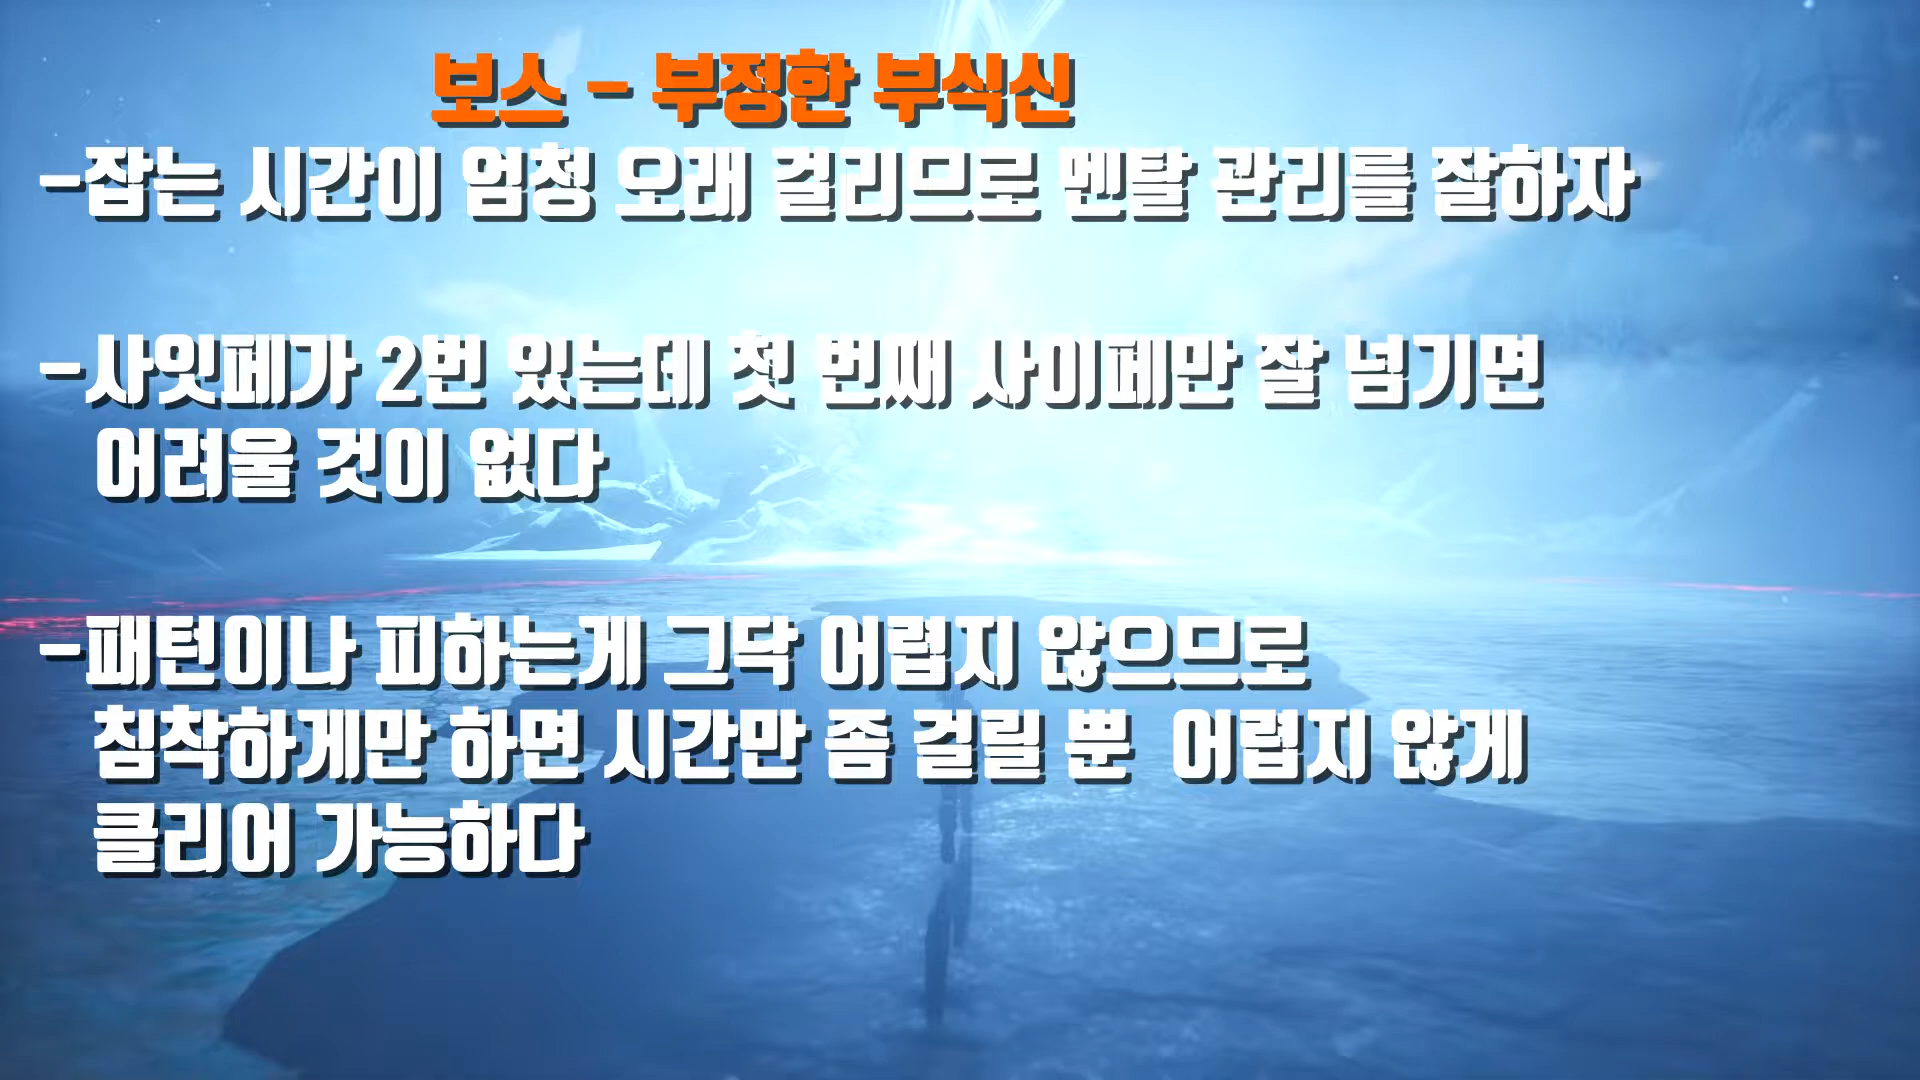 보스 - 부정한 부식신
-잡는 시간이 엄청 오래 걸리므로 멘탈 관리를 잘하자
-사잇페가 2번 있는데 첫 번째 사이페만 잘 넘기면
어려울 것이 없다
-패턴이나 피하는게 그닥 어렵지 않으므로
침착하게만 하면 시간만 좀 걸릴 뿐 어렵지 않게
클리어 가능하다